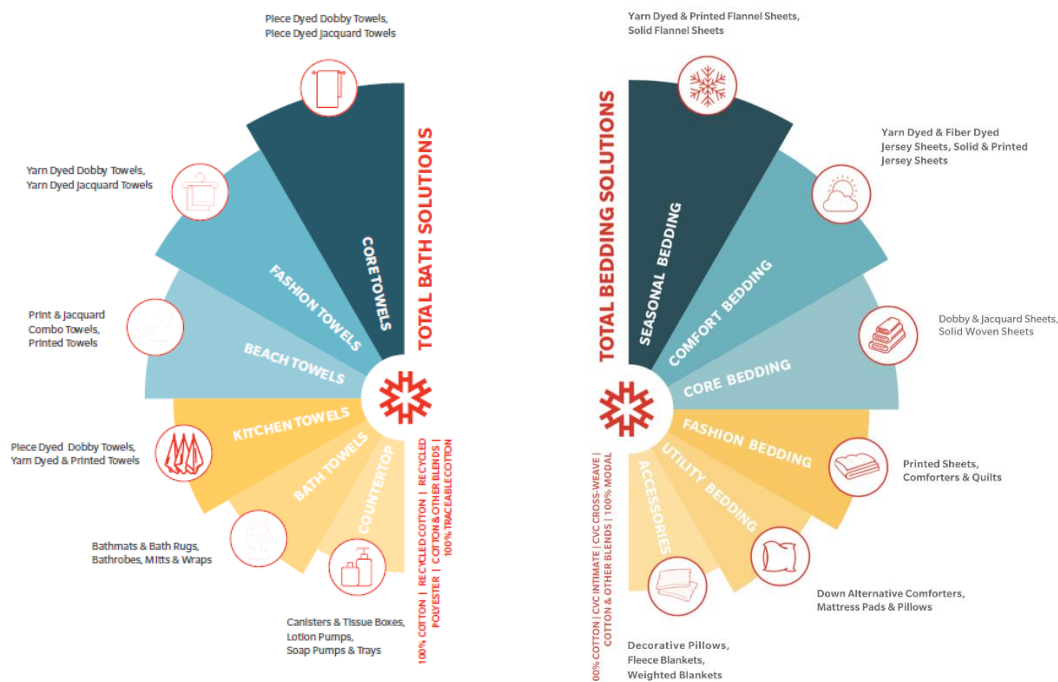 Piece Dyed Dobby Towels,
Piece Dyed Jacquard Towels
CORE TOWELS
Yarn Dyed Dobby Towels,
Yarn Dyed Jacquard Towels
FASHION TOWELS
Print & Jacquard
Combo Towels,
Printed Towels
BEACH TOWELS
Piece Dyed Dobby Towels,
Yarn Dyed & Printed Towels
KITCHEN TOWELS
Bathmats & Bath Rugs,
Bathrobes, Mitts & Wraps
BATH TOWELS
Canisters & Tissue Boxes,
Lotion Pumps,
Soap Pumps & Trays
COUNTERTOP
TOTAL BATH SOLUTIONS
100% COTTON | RECYCLED COTTON | RECYCLED
POLYESTER | COTTON & OTHER BLENDS |
100% TRACEABLE COTTON
TOTAL BEDDING SOLUTIONS
00% COTTON | CVC INTIMATE | CVC CROSS-WEAVE |
COTTON & OTHER BLENDS | 100% MODAL
Yarn Dyed & Printed Flannel Sheets,
Solid Flannel Sheets
SEASONAL BEDDING
Yarn Dyed & Fiber Dyed
Jersey Sheets, Solid & Printed
Jersey Sheets
COMFORT BEDDING
Dobby & Jacquard Sheets,
Solid Woven Sheets
CORE BEDDING
Printed Sheets,
Comforters & Quilts
FASHION BEDDING
Down Alternative Comforters,
Mattress Pads & Pillows
UTILITY BEDDING
Decorative Pillows,
Fleece Blankets,
Weighted Blankets
ACCESSORIES